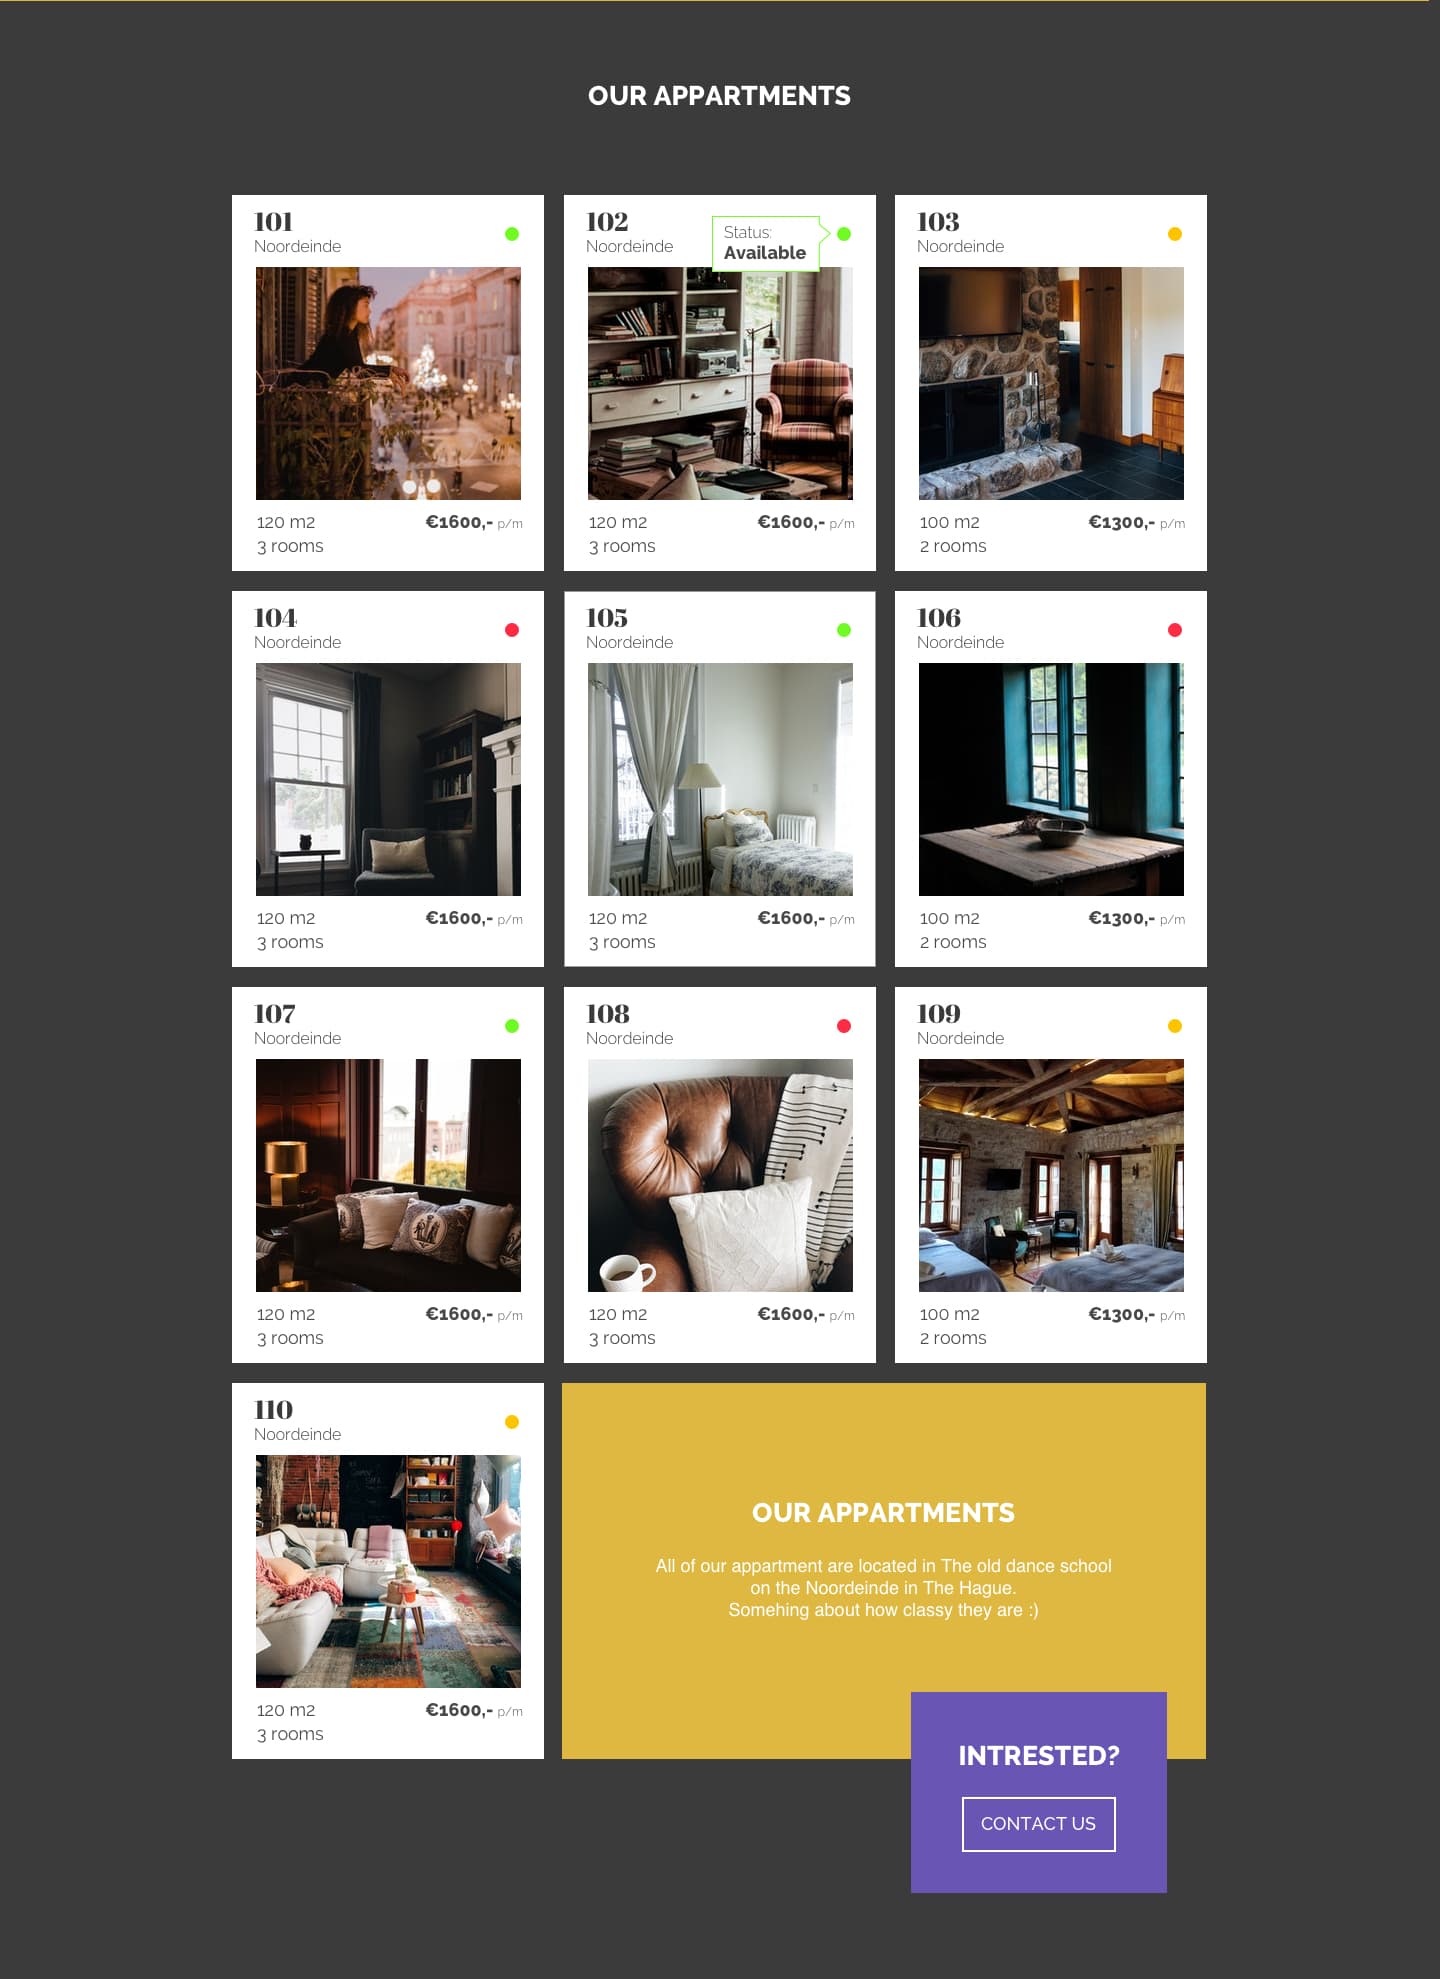 OUR APPARTMENTS
101
Noordeinde
120 m2
€1600,- p/m
3 rooms
102
Noordeinde
Status:
Available
120 m2
€1600,- p/m
3 rooms
103
Noordeinde
100 m2
€1300,- p/m
2 rooms
104
Noordeinde
120 m2
€1600,- p/m
3 rooms
105
Noordeinde
120 m2
€1600,- p/m
3 rooms
106
Noordeinde
100 m2
€1300,- p/m
2 rooms
107
Noordeinde
120 m2
€1600,- p/m
3 rooms
108
Noordeinde
120 m2
€1600,- p/m
3 rooms
109
Noordeinde
100 m2
€1300,- p/m
2 rooms
110
Noordeinde
120 m2
€1600,- p/m
3 rooms
OUR APPARTMENTS
All of our appartment are located in The old dance school
on the Noordeinde in The Hague.
Somehing about how classy they are :)
INTRESTED?
CONTACT US